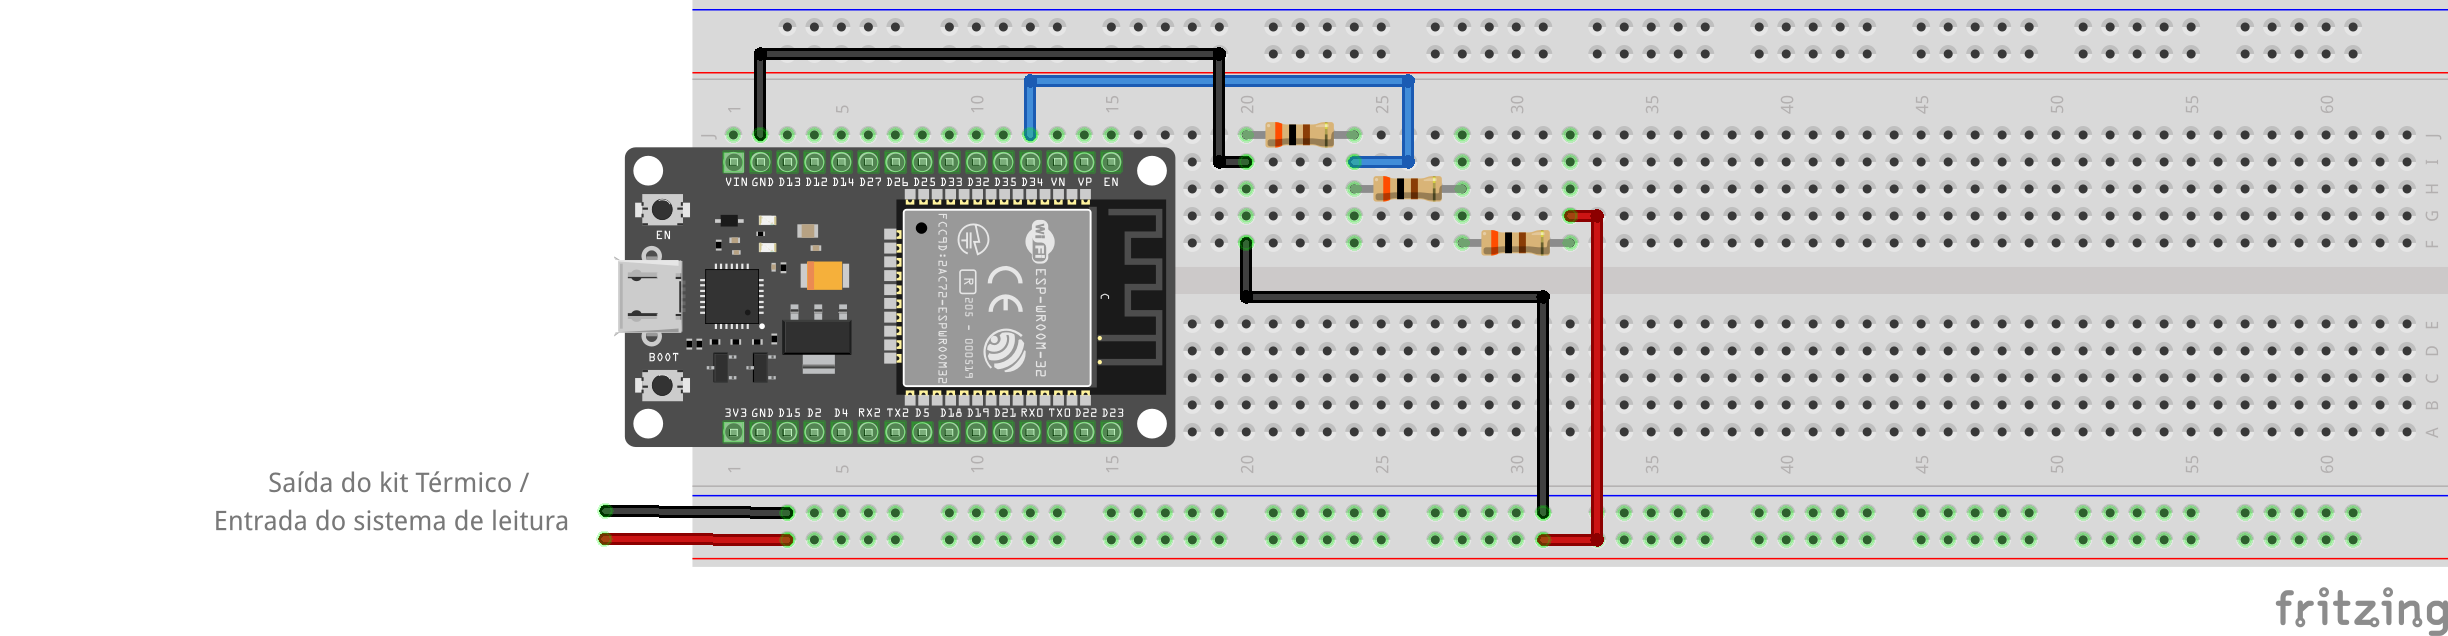 1 5 10 15 20 25 30 35 40 45 50 55 60
J J
I
H
G
F
VIN GND D13 D12 D14 D27 D26 D25 D33 D32 D35 D34 VN VP EN
EN
WiFi
ESP-WROOM-32
CE
R
205 - 000519
FCC ID:2AC7Z-ESPWROOM32
C
BOOT
3V3 GND D15 D2 D4 RX2 TX2 D5 D18 D19 D21 RX0 TX0 D22 D23
E
D
C
B
A
1 5 10 15 20 25 30 35 40 45 50 55 60
Saída do kit Térmico /
Entrada do sistema de leitura
fritzing